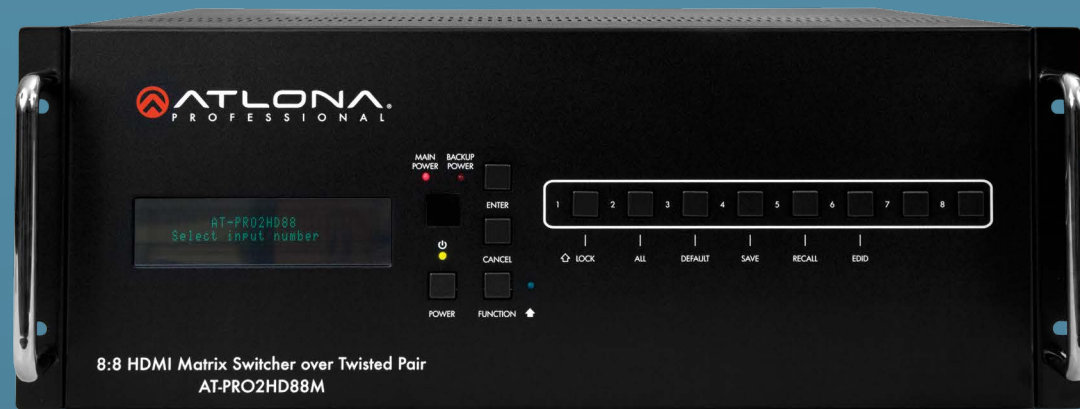 ATLONA®
PROFESSIONAL
MAIN POWER
BACKUP POWER
AT-PRO2HD88
Select input number
ENTER
CANCEL
POWER
FUNCTION
1 2 3 4 5 6 7 8
LOCK ALL DEFAULT SAVE RECALL EDID
8:8 HDMI Matrix Switcher over Twisted Pair
AT-PRO2HD88M